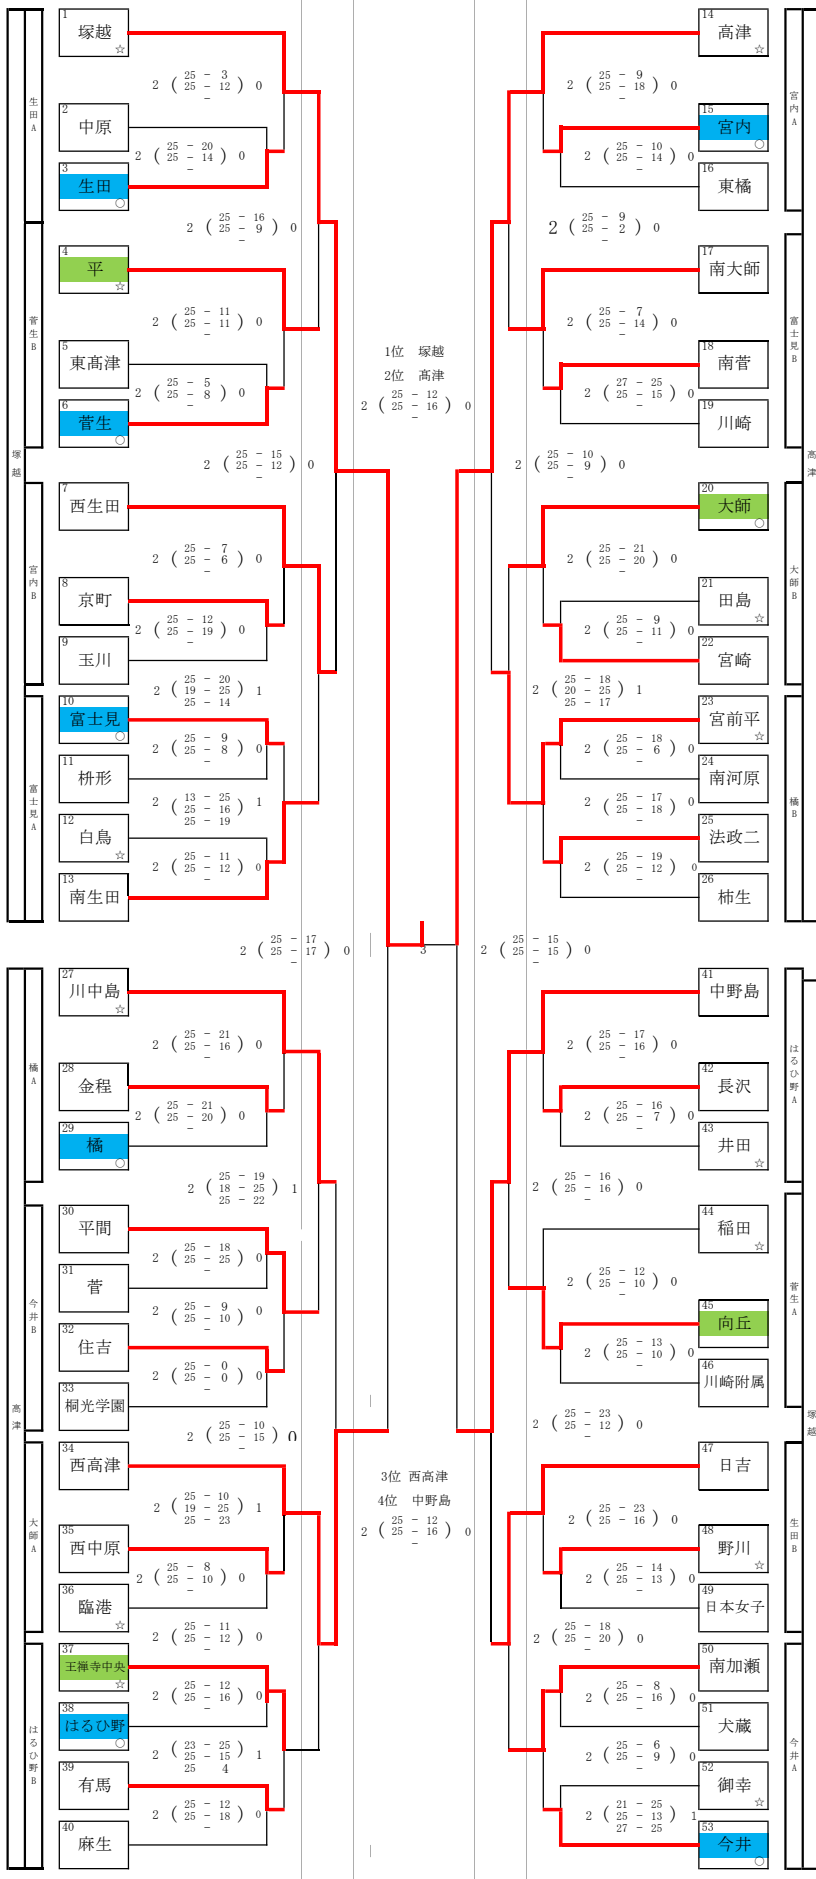 生田A
1 塚越 ☆
2 ( 25 - 3 25 - 12 - ) 0
2 中原
2 ( 25 - 20 25 - 14 - ) 0
3 生田 ○
2 ( 25 - 16 25 - 9 - ) 0
菅生B
4 平 ☆
2 ( 25 - 11 25 - 11 - ) 0
5 東髙津
2 ( 25 - 5 25 - 8 - ) 0
6 菅生 ○
塚越
2 ( 25 - 15 25 - 12 - ) 0
宮内B
7 西生田
2 ( 25 - 7 25 - 6 - ) 0
8 京町
2 ( 25 - 12 25 - 19 - ) 0
9 玉川
2 ( 25 - 20 19 - 25 25 - 14 ) 1
富士見A
10 富士見 ○
2 ( 25 - 9 25 - 8 - ) 0
11 枡形
2 ( 13 - 25 25 - 16 25 - 19 ) 1
12 白鳥 ☆
2 ( 25 - 11 25 - 12 - ) 0
13 南生田
2 ( 25 - 17 25 - 17 - ) 0
1位 塚越
2位 髙津
2 ( 25 - 12 25 - 16 - ) 0
3
宮内A
14 高津 ☆
2 ( 25 - 9 25 - 18 - ) 0
15 宮内 ○
2 ( 25 - 10 25 - 14 - ) 0
16 東橘
2 ( 25 - 9 25 - 2 - ) 0
富士見B
17 南大師
2 ( 25 - 7 25 - 14 - ) 0
18 南菅
2 ( 27 - 25 25 - 15 - ) 0
19 川崎
高津
2 ( 25 - 10 25 - 9 - ) 0
大師B
20 大師 ○
2 ( 25 - 21 25 - 20 - ) 0
21 田島 ☆
2 ( 25 - 9 25 - 11 - ) 0
22 宮崎
2 ( 25 - 18 20 - 25 25 - 17 ) 1
橘B
23 宮前平 ☆
2 ( 25 - 18 25 - 6 - ) 0
24 南河原
2 ( 25 - 17 25 - 18 - ) 0
25 法政二
2 ( 25 - 19 25 - 12 - ) 0
26 柿生
2 ( 25 - 15 25 - 15 - ) 0
橘A
27 川中島 ☆
2 ( 25 - 21 25 - 16 - ) 0
28 金程
2 ( 25 - 21 25 - 20 - ) 0
29 橘 ○
2 ( 25 - 19 18 - 25 25 - 22 ) 1
今井B
30 平間
2 ( 25 - 18 25 - 25 - ) 0
31 菅
2 ( 25 - 9 25 - 10 - ) 0
32 住吉
2 ( 25 - 0 25 - 0 - ) 0
33 桐光学園
高津
2 ( 25 - 10 25 - 15 - ) 0
大師A
34 西高津
2 ( 25 - 10 19 - 25 25 - 23 ) 1
35 西中原
2 ( 25 - 8 25 - 10 - ) 0
36 臨港 ☆
2 ( 25 - 11 25 - 12 - ) 0
はるひ野B
37 王禅寺中央 ☆
2 ( 25 - 12 25 - 16 - ) 0
38 はるひ野 ○
2 ( 23 - 25 25 - 15 25 4 ) 1
39 有馬
2 ( 25 - 12 25 - 18 - ) 0
40 麻生
3位 西高津
4位 中野島
2 ( 25 - 12 25 - 16 - ) 0
はるひ野A
41 中野島
2 ( 25 - 17 25 - 16 - ) 0
42 長沢
2 ( 25 - 16 25 - 7 - ) 0
43 井田 ☆
2 ( 25 - 16 25 - 16 - ) 0
菅生A
44 稲田 ☆
2 ( 25 - 12 25 - 10 - ) 0
45 向丘
2 ( 25 - 13 25 - 10 - ) 0
46 川崎附属
塚越
2 ( 25 - 23 25 - 12 - ) 0
生田B
47 日吉
2 ( 25 - 23 25 - 16 - ) 0
48 野川 ☆
2 ( 25 - 14 25 - 13 - ) 0
49 日本女子
2 ( 25 - 18 25 - 20 - ) 0
今井A
50 南加瀬
2 ( 25 - 8 25 - 16 - ) 0
51 犬蔵
2 ( 25 - 6 25 - 9 - ) 0
52 御幸 ☆
2 ( 21 - 25 25 - 13 27 - 25 ) 1
53 今井 ○